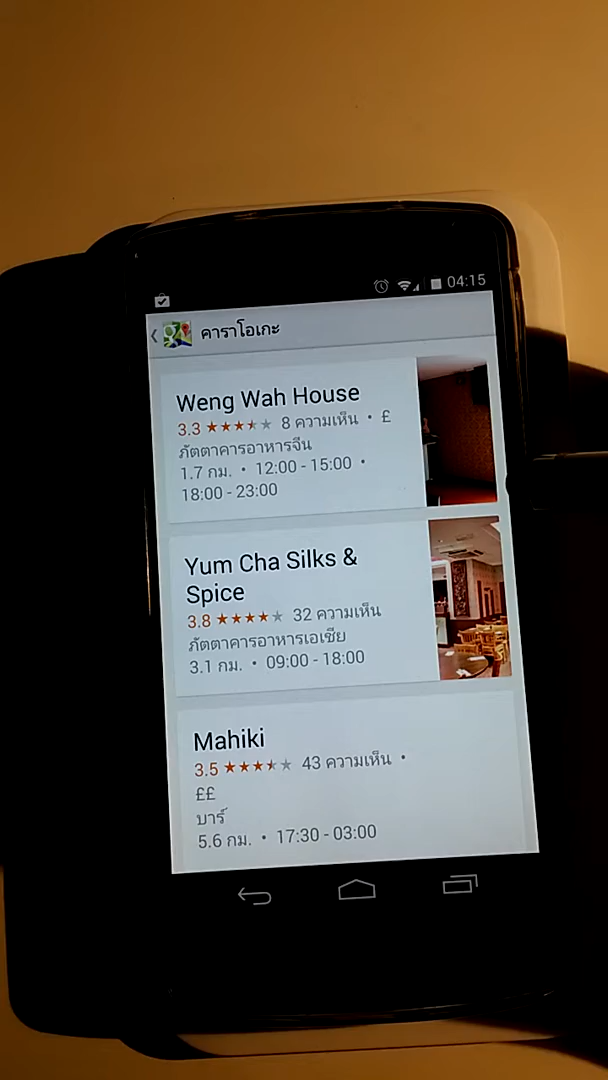 04:15
คาราโอเกะ
Weng Wah House
3.3 ★★★★★ 8 ความเห็น • £
ภัตตาคารอาหารจีน
1.7 กม. • 12:00 - 15:00 •
18:00 - 23:00
Yum Cha Silks &
Spice
3.8 ★★★★★ 32 ความเห็น
ภัตตาคารอาหารเอเชีย
3.1 กม. • 09:00 - 18:00
Mahiki
3.5 ★★★★★ 43 ความเห็น •
££
บาร์
5.6 กม. • 17:30 - 03:00